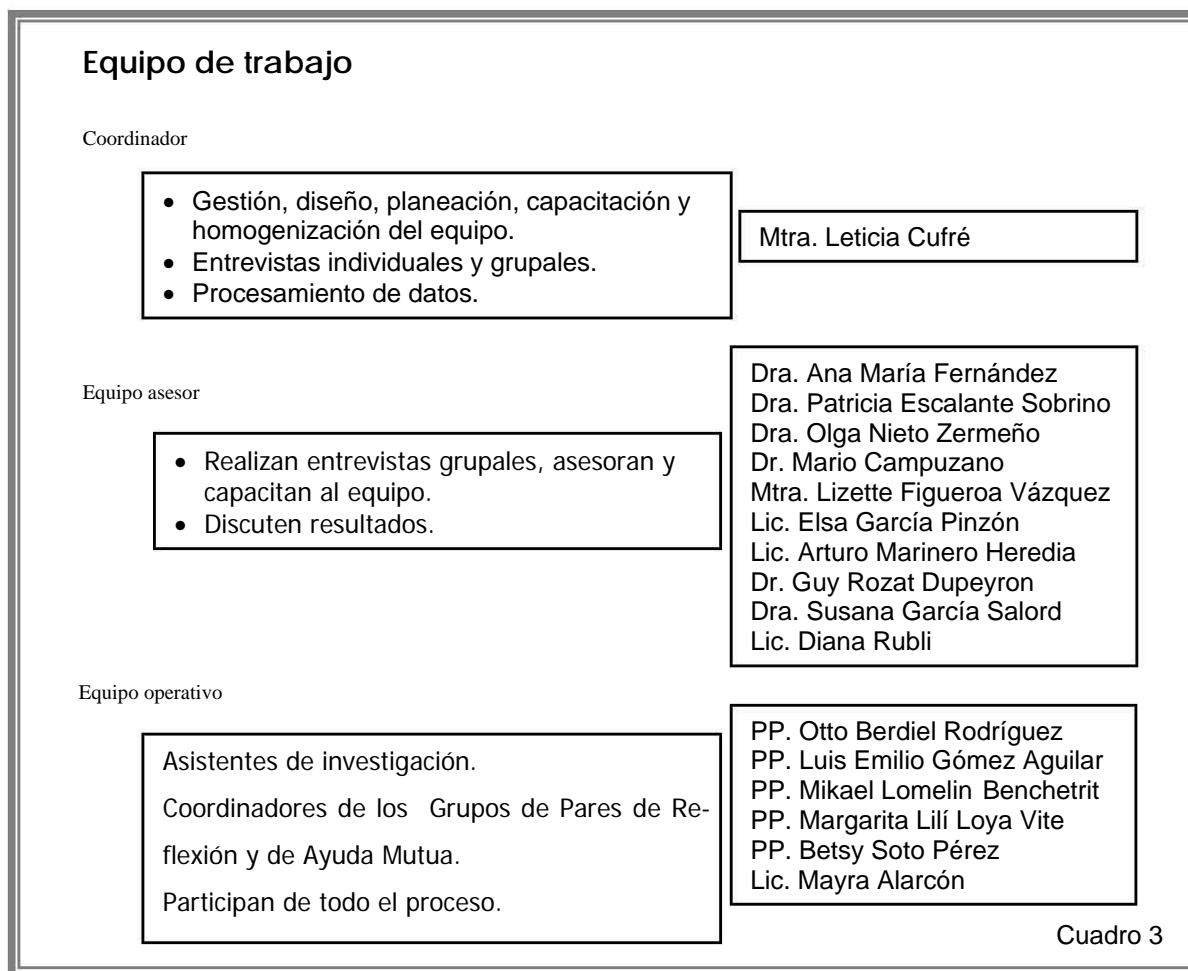 Equipo de trabajo
Coordinador
• Gestión, diseño, planeación, capacitación y
homogenización del equipo.
• Entrevistas individuales y grupales.
• Procesamiento de datos.
Mtra. Leticia Cufré
Equipo asesor
• Realizan entrevistas grupales, asesoran y
capacitan al equipo.
• Discuten resultados.
Dra. Ana María Fernández
Dra. Patricia Escalante Sobrino
Dra. Olga Nieto Zermeño
Dr. Mario Campuzano
Mtra. Lizette Figueroa Vázquez
Lic. Elsa García Pinzón
Lic. Arturo Marinero Heredia
Dr. Guy Rozat Dupeyron
Dra. Susana García Salord
Lic. Diana Rubli
Equipo operativo
Asistentes de investigación.
Coordinadores de los Grupos de Pares de Re-
flexión y de Ayuda Mutua.
Participan de todo el proceso.
PP. Otto Berdiel Rodríguez
PP. Luis Emilio Gómez Aguilar
PP. Mikael Lomelin Benchetrit
PP. Margarita Lilí Loya Vite
PP. Betsy Soto Pérez
Lic. Mayra Alarcón
Cuadro 3